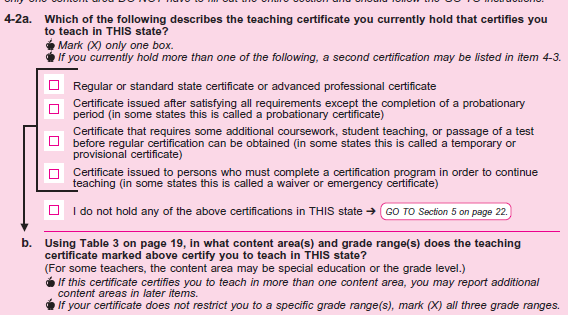 only one content area DO NOT have to fill out the entire section and should follow the GO TO instructions.
4-2a. Which of the following describes the teaching certificate you currently hold that certifies you
to teach in THIS state?
Mark (X) only one box.
If you currently hold more than one of the following, a second certification may be listed in item 4-3.
Regular or standard state certificate or advanced professional certificate
Certificate issued after satisfying all requirements except the completion of a probationary
period (in some states this is called a probationary certificate)
Certificate that requires some additional coursework, student teaching, or passage of a test
before regular certification can be obtained (in some states this is called a temporary or
provisional certificate)
Certificate issued to persons who must complete a certification program in order to continue
teaching (in some states this is called a waiver or emergency certificate)
I do not hold any of the above certifications in THIS state → GO TO Section 5 on page 22.
b. Using Table 3 on page 19, in what content area(s) and grade range(s) does the teaching
certificate marked above certify you to teach in THIS state?
(For some teachers, the content area may be special education or the grade level.)
If this certificate certifies you to teach in more than one content area, you may report additional
content areas in later items.
If your certificate does not restrict you to a specific grade range(s), mark (X) all three grade ranges.